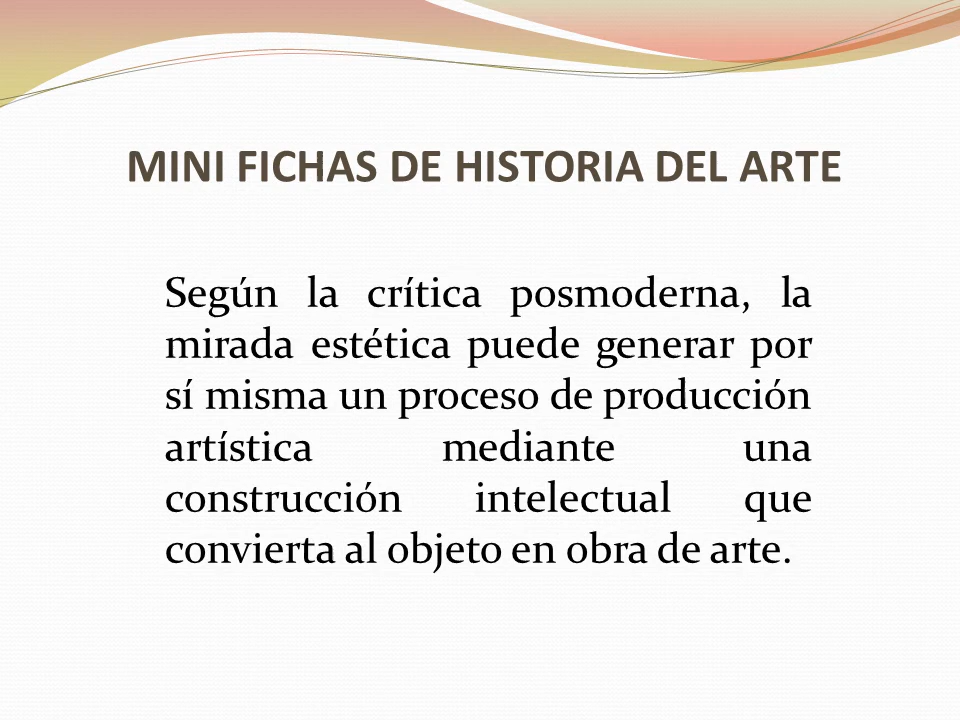 MINI FICHAS DE HISTORIA DEL ARTE
Según la crítica posmoderna, la
mirada estética puede generar por
sí misma un proceso de producción
artística mediante una
construcción intelectual que
convierta al objeto en obra de arte.